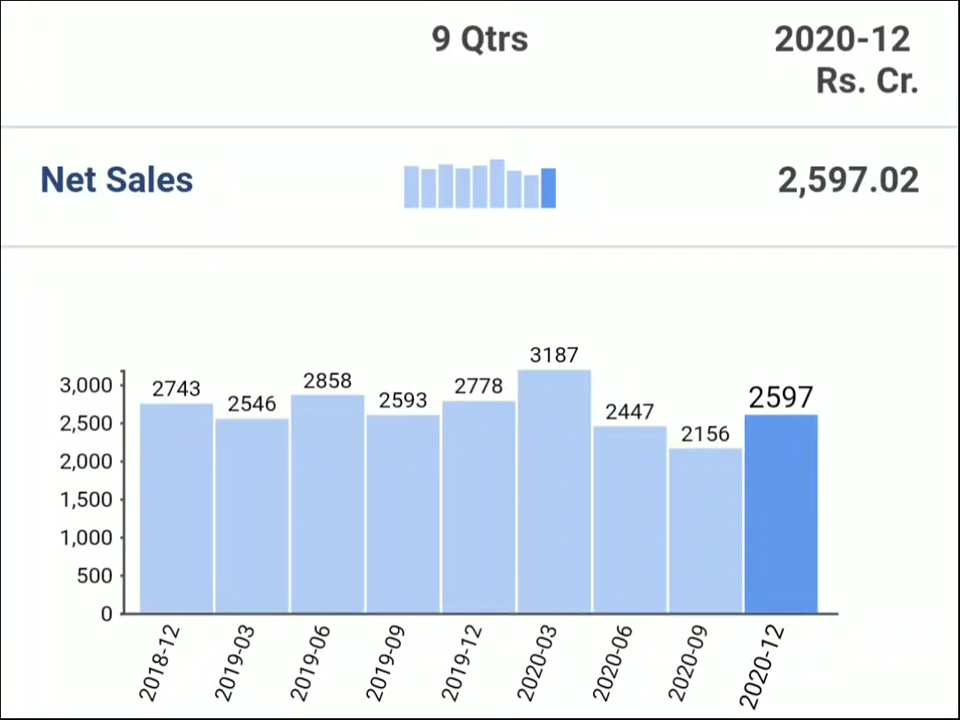 9 Qtrs 2020-12
Rs. Cr.
Net Sales 2,597.02
3187
2743 2546 2858 2593 2778 2447 2156 2597
3,000
2,500
2,000
1,500
1,000
500
0
2018-12 2019-03 2019-06 2019-09 2019-12 2020-03 2020-06 2020-09 2020-12